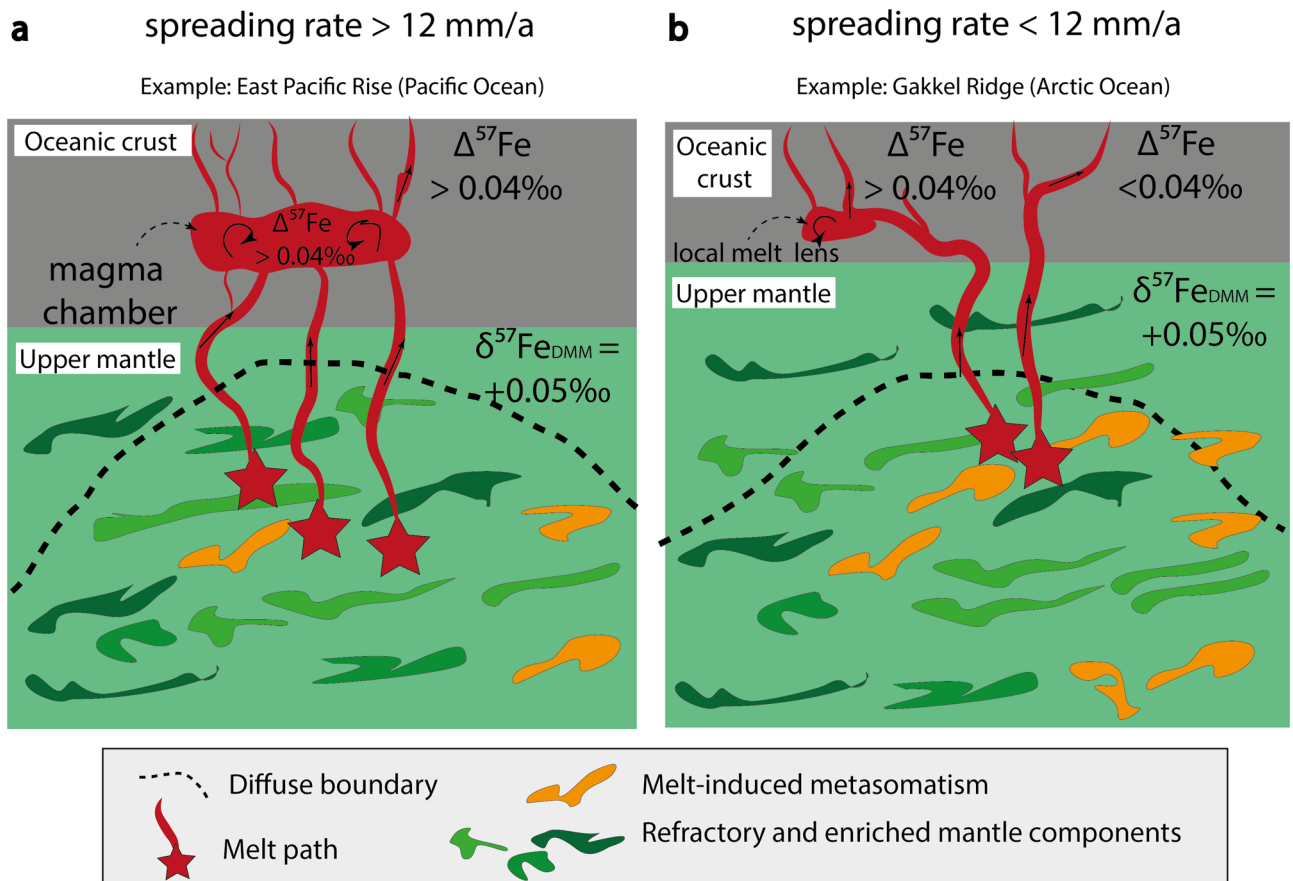 a
spreading rate > 12 mm/a
Example: East Pacific Rise (Pacific Ocean)
Oceanic crust
Δ⁵⁷Fe
> 0.04‰
Δ⁵⁷Fe
> 0.04‰
magma
chamber
Upper mantle
δ⁵⁷FeDMM =
+0.05‰
b
spreading rate < 12 mm/a
Example: Gakkel Ridge (Arctic Ocean)
Oceanic
crust
Δ⁵⁷Fe
> 0.04‰
Δ⁵⁷Fe
<0.04‰
local melt lens
Upper mantle
δ⁵⁷FeDMM =
+0.05‰
Diffuse boundary
Melt path
Melt-induced metasomatism
Refractory and enriched mantle components